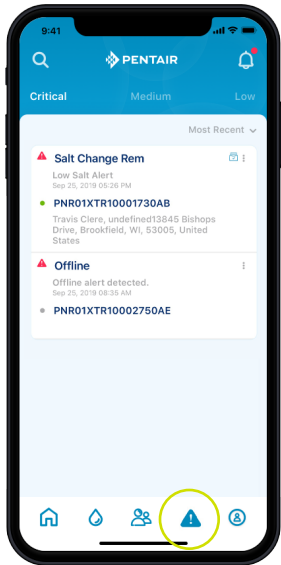 9:41
PENTAIR
Critical Medium Low
Most Recent
Salt Change Rem
Low Salt Alert
Sep 25, 2019 05:26 PM
PNR01XTR10001730AB
Travis Clere, undefined13845 Bishops
Drive, Brookfield, WI, 53005, United
States
Offline
Offline alert detected.
Sep 25, 2019 08:35 AM
PNR01XTR10002750AE